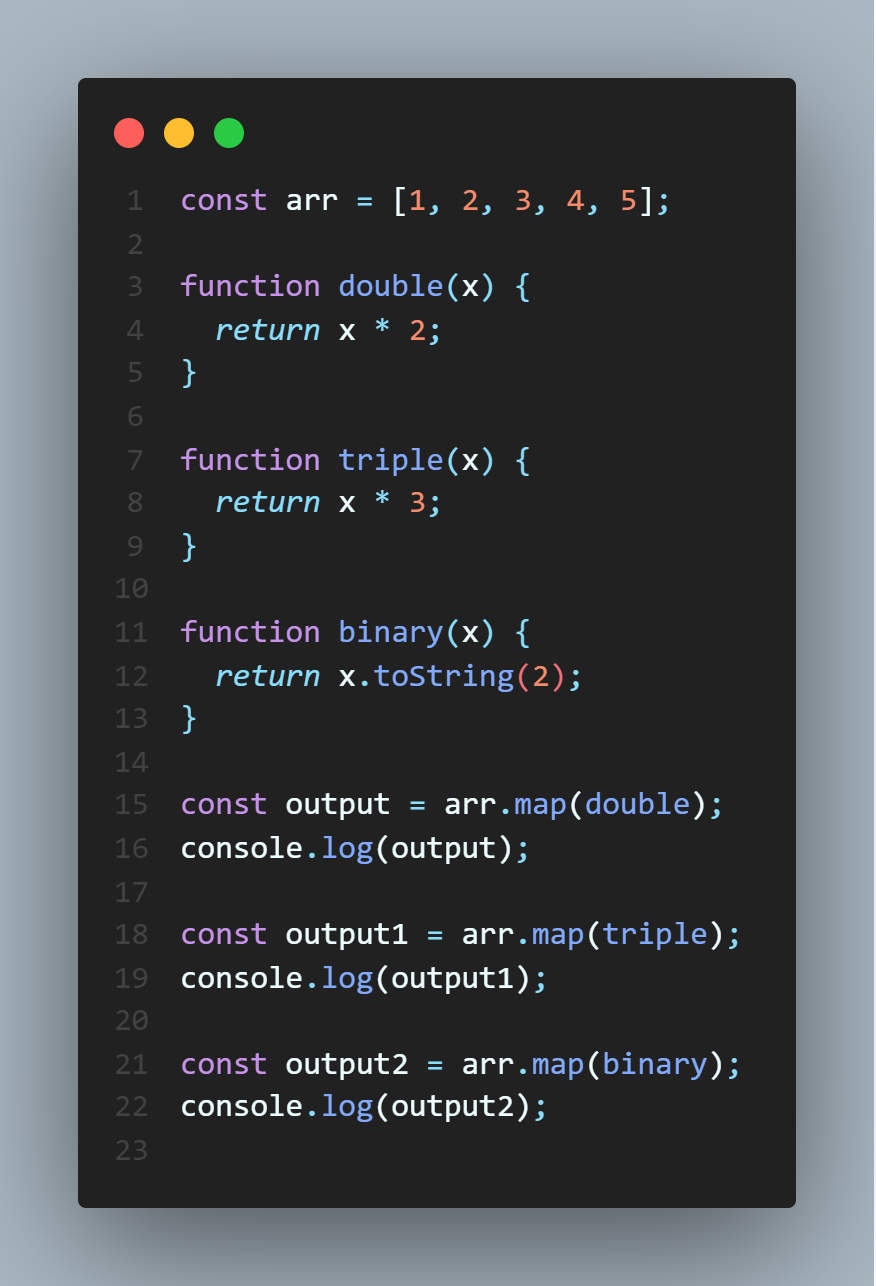 1 const arr = [1, 2, 3, 4, 5];
2
3 function double(x) {
4   return x * 2;
5 }
6
7 function triple(x) {
8   return x * 3;
9 }
10
11 function binary(x) {
12   return x.toString(2);
13 }
14
15 const output = arr.map(double);
16 console.log(output);
17
18 const output1 = arr.map(triple);
19 console.log(output1);
20
21 const output2 = arr.map(binary);
22 console.log(output2);
23